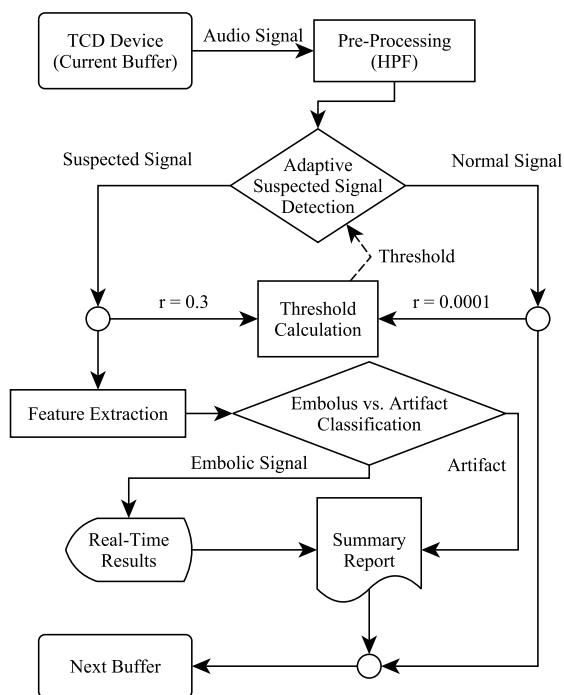 TCD Device
(Current Buffer)
Audio Signal
Pre-Processing
(HPF)
Suspected Signal
Adaptive
Suspected Signal
Detection
Normal Signal
Threshold
r = 0.3
Threshold
Calculation
r = 0.0001
Feature Extraction
Embolus vs. Artifact
Classification
Embolic Signal
Artifact
Real-Time
Results
Summary
Report
Next Buffer